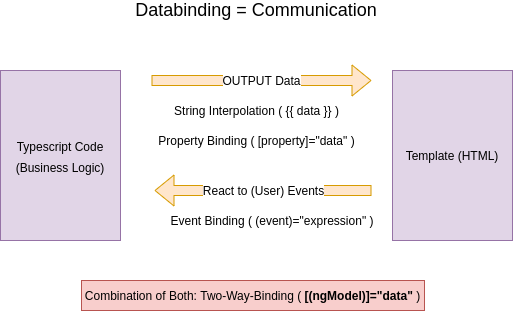 Databinding = Communication
OUTPUT Data
String Interpolation ( {{ data }} )
Property Binding ( [property]="data" )
Typescript Code
(Business Logic)
Template (HTML)
React to (User) Events
Event Binding ( (event)="expression" )
Combination of Both: Two-Way-Binding ( [(ngModel)]="data" )